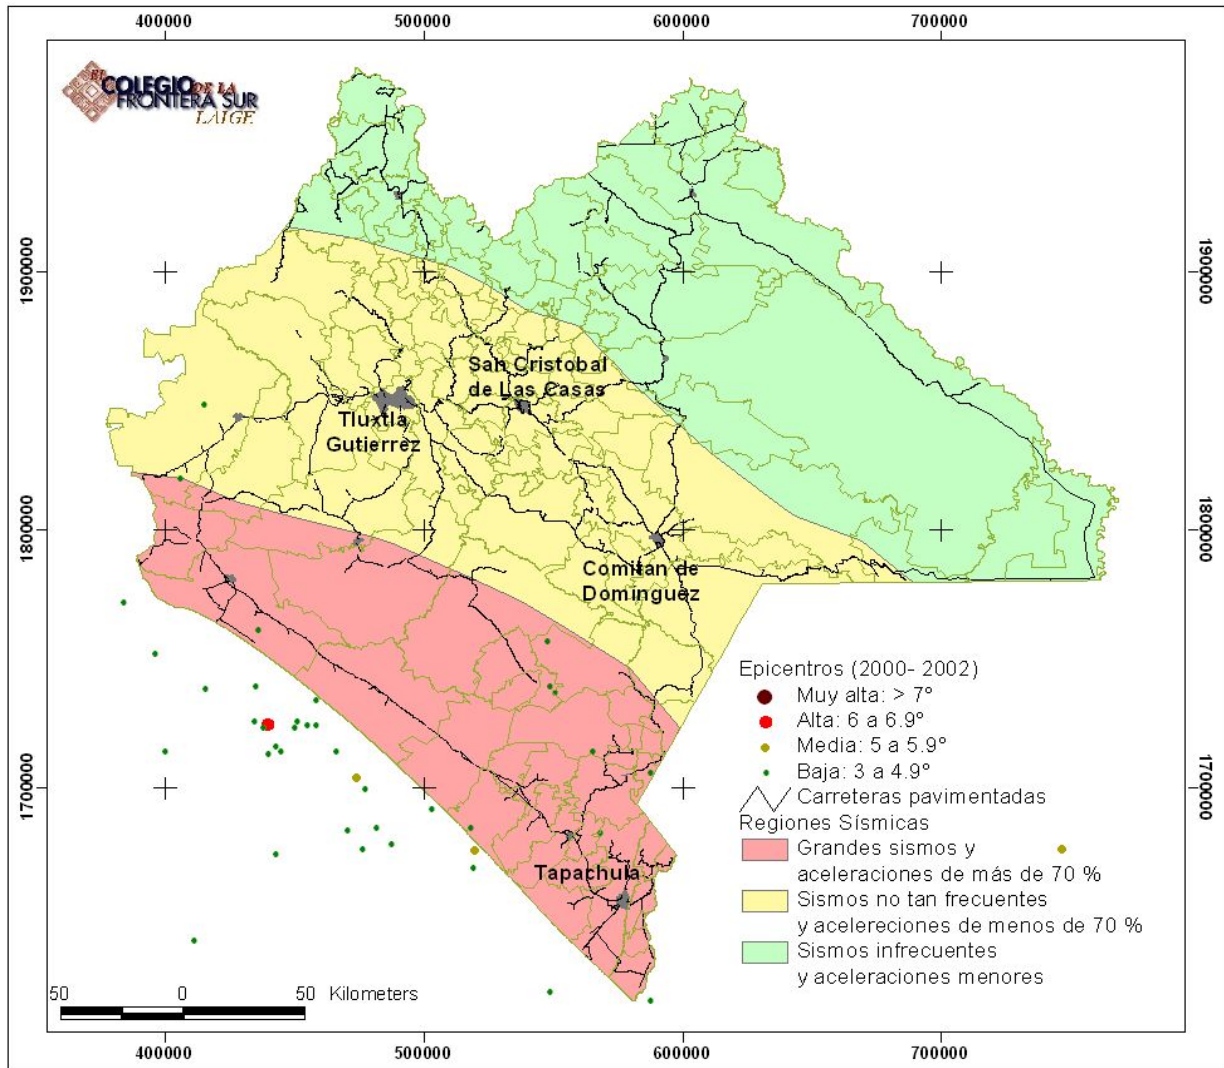 400000 500000 600000 700000
EL
COLEGIO DE LA
FRONTERA SUR
LAIGE
1900000 1900000
San Cristobal
de Las Casas
Tluxtla
Gutierrez
1800000 1800000
Comitan de
Dominguez
Epicentros (2000- 2002)
Muy alta: > 7°
Alta: 6 a 6.9°
Media: 5 a 5.9°
Baja: 3 a 4.9°
1700000 1700000
Carreteras pavimentadas
Regiones Sísmicas
Grandes sismos y
aceleraciones de más de 70 %
Tapachula
Sismos no tan frecuentes
y acelereciones de menos de 70 %
Sismos infrecuentes
y aceleraciones menores
50 0 50 Kilometers
400000 500000 600000 700000